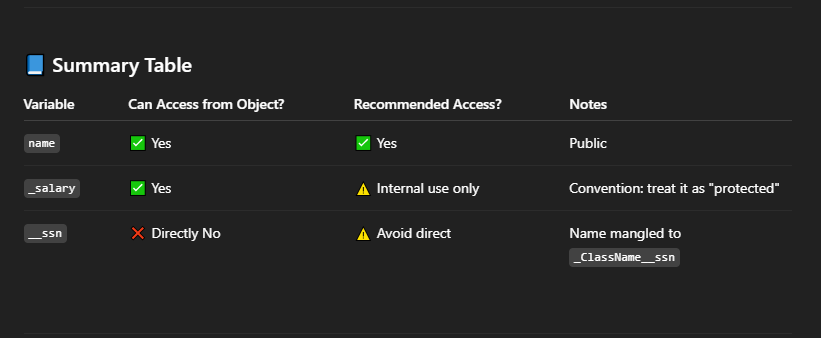 📘 Summary Table
Variable Can Access from Object? Recommended Access? Notes
name ✅ Yes ✅ Yes Public
_salary ✅ Yes ⚠️ Internal use only Convention: treat it as "protected"
__ssn ❌ Directly No ⚠️ Avoid direct Name mangled to
_ClassName__ssn